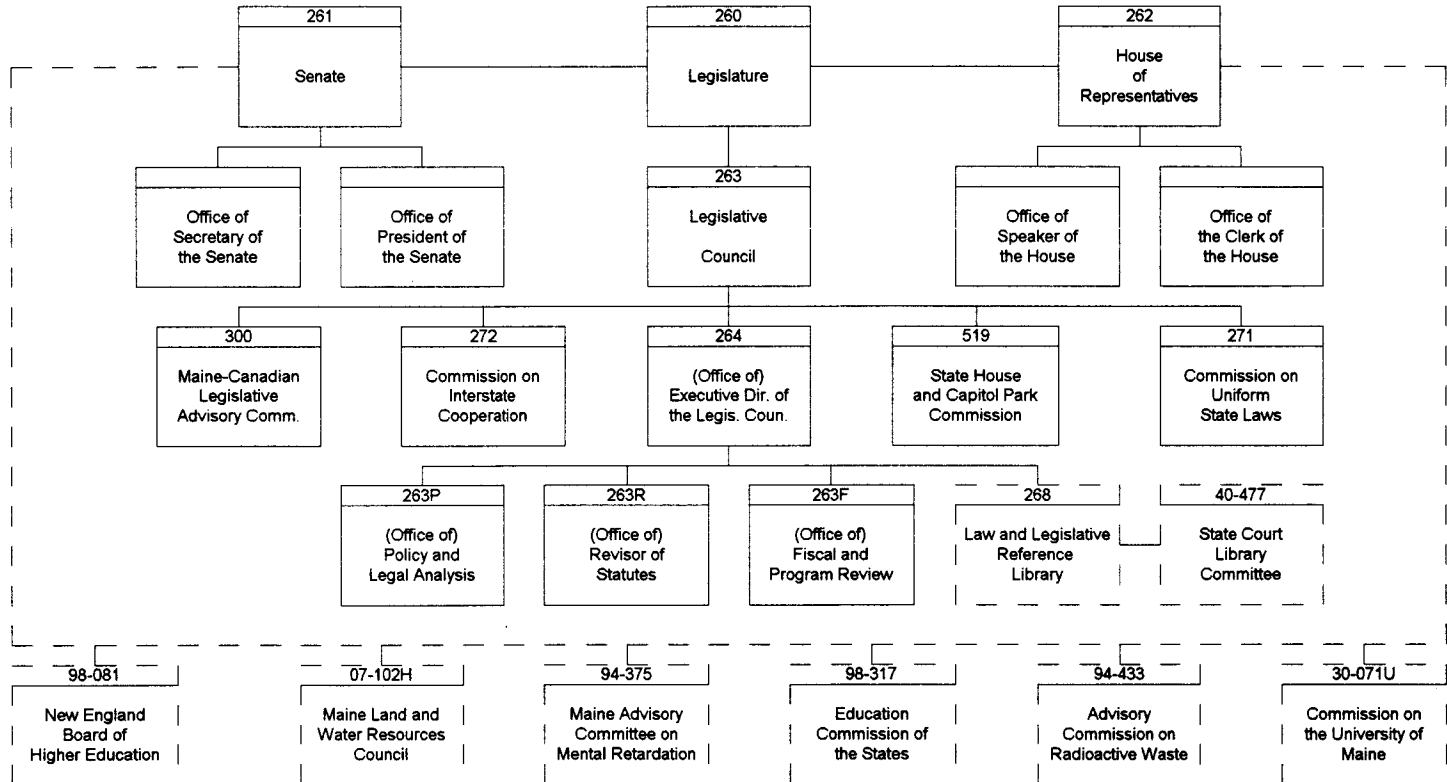 261
Senate
260
Legislature
262
House
of
Representatives
Office of
Secretary of
the Senate
Office of
President of
the Senate
263
Legislative
Council
Office of
Speaker of
the House
Office of
the Clerk of
the House
300
Maine-Canadian
Legislative
Advisory Comm.
272
Commission on
Interstate
Cooperation
264
(Office of)
Executive Dir. of
the Legis. Coun.
519
State House
and Capitol Park
Commission
271
Commission on
Uniform
State Laws
263P
(Office of)
Policy and
Legal Analysis
263R
(Office of)
Revisor of
Statutes
263F
(Office of)
Fiscal and
Program Review
268
Law and Legislative
Reference
Library
40-477
State Court
Library
Committee
98-081
New England
Board of
Higher Education
07-102H
Maine Land and
Water Resources
Council
94-375
Maine Advisory
Committee on
Mental Retardation
98-317
Education
Commission of
the States
94-433
Advisory
Commission on
Radioactive Waste
30-071U
Commission on
the University of
Maine